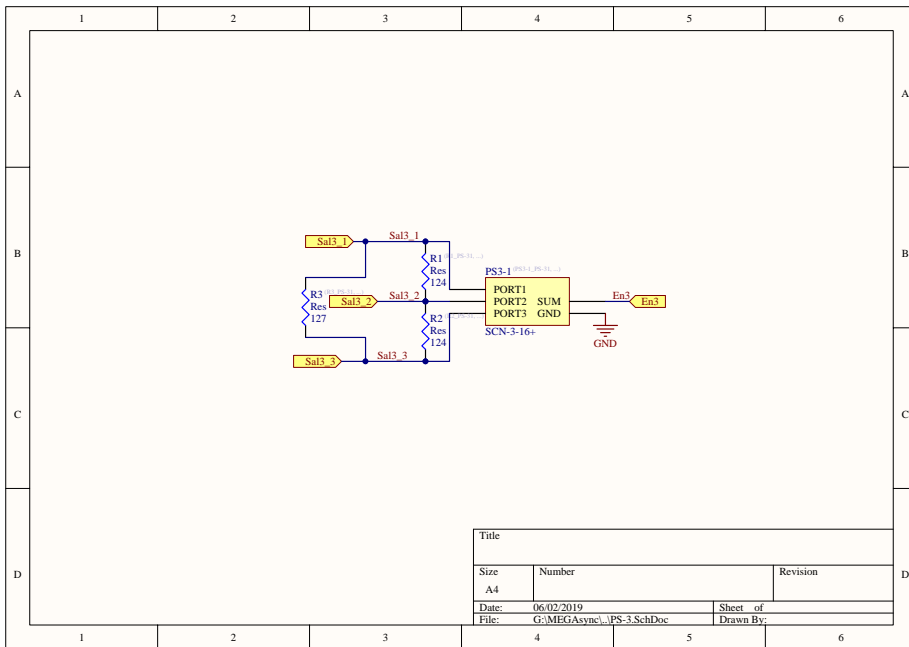 1 2 3 4 5 6
A A
B B
C C
D D
Sal3_1
Sal3_1
R1
Res
124
PS3-1
PORT1
PORT2 SUM
PORT3 GND
SCN-3-16+
R3
Res
127
Sal3_2
Sal3_2
En3
En3
R2
Res
124
GND
Sal3_3
Sal3_3
Title
Size Number Revision
A4
Date: 06/02/2019 Sheet of
File: G:\MEGAsync\..\PS-3.SchDoc Drawn By:
1 2 3 4 5 6